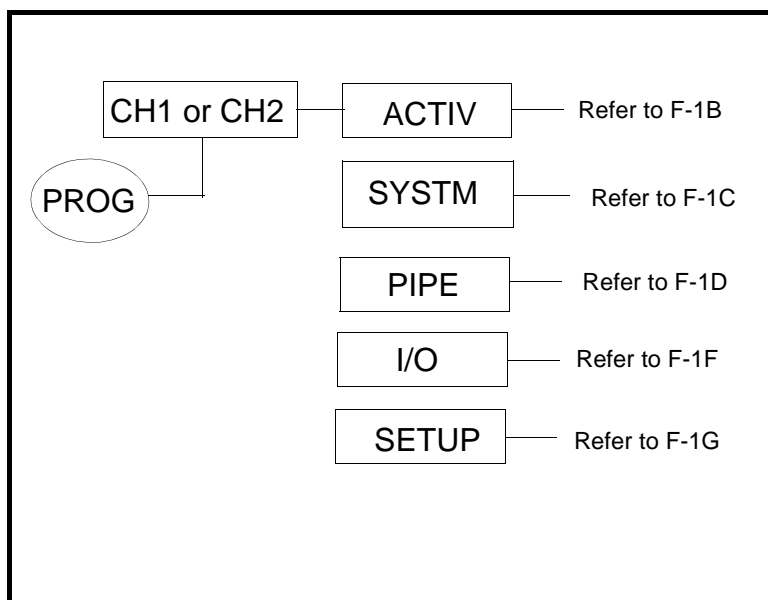 CH1 or CH2
ACTIV
Refer to F-1B
PROG
SYSTM
Refer to F-1C
PIPE
Refer to F-1D
I/O
Refer to F-1F
SETUP
Refer to F-1G